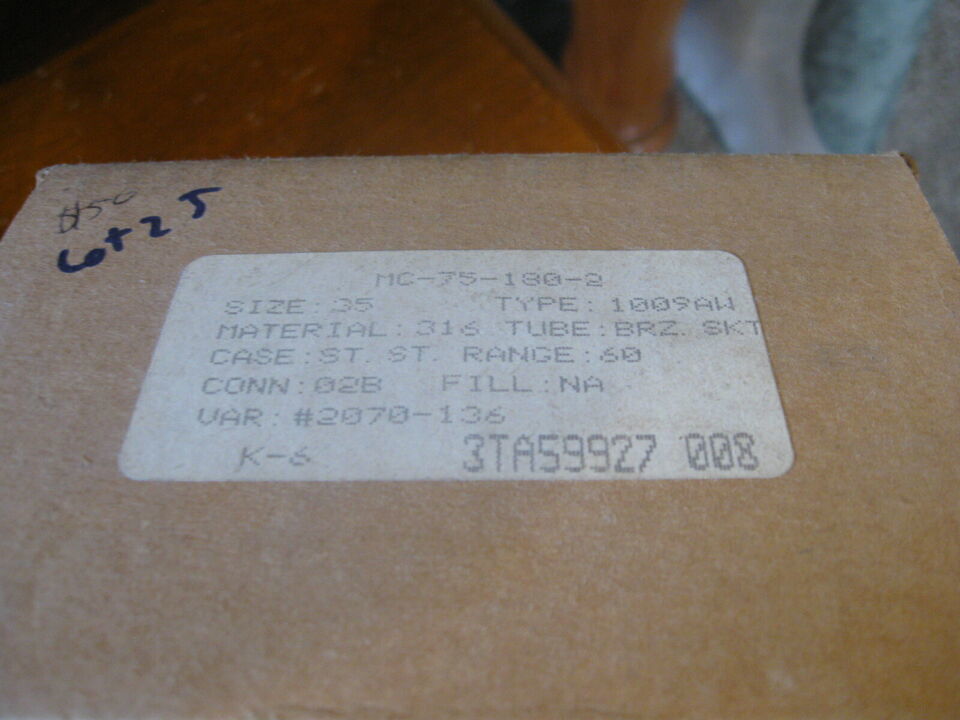 $50
Lot 25
MC-75-180-2
SIZE:35 TYPE:1009AW
MATERIAL:316 TUBE:BRZ. SKT
CASE:ST. ST. RANGE:60
CONN:02B FILL:NA
VAR:#2070-136
K-6 3TA59927 008